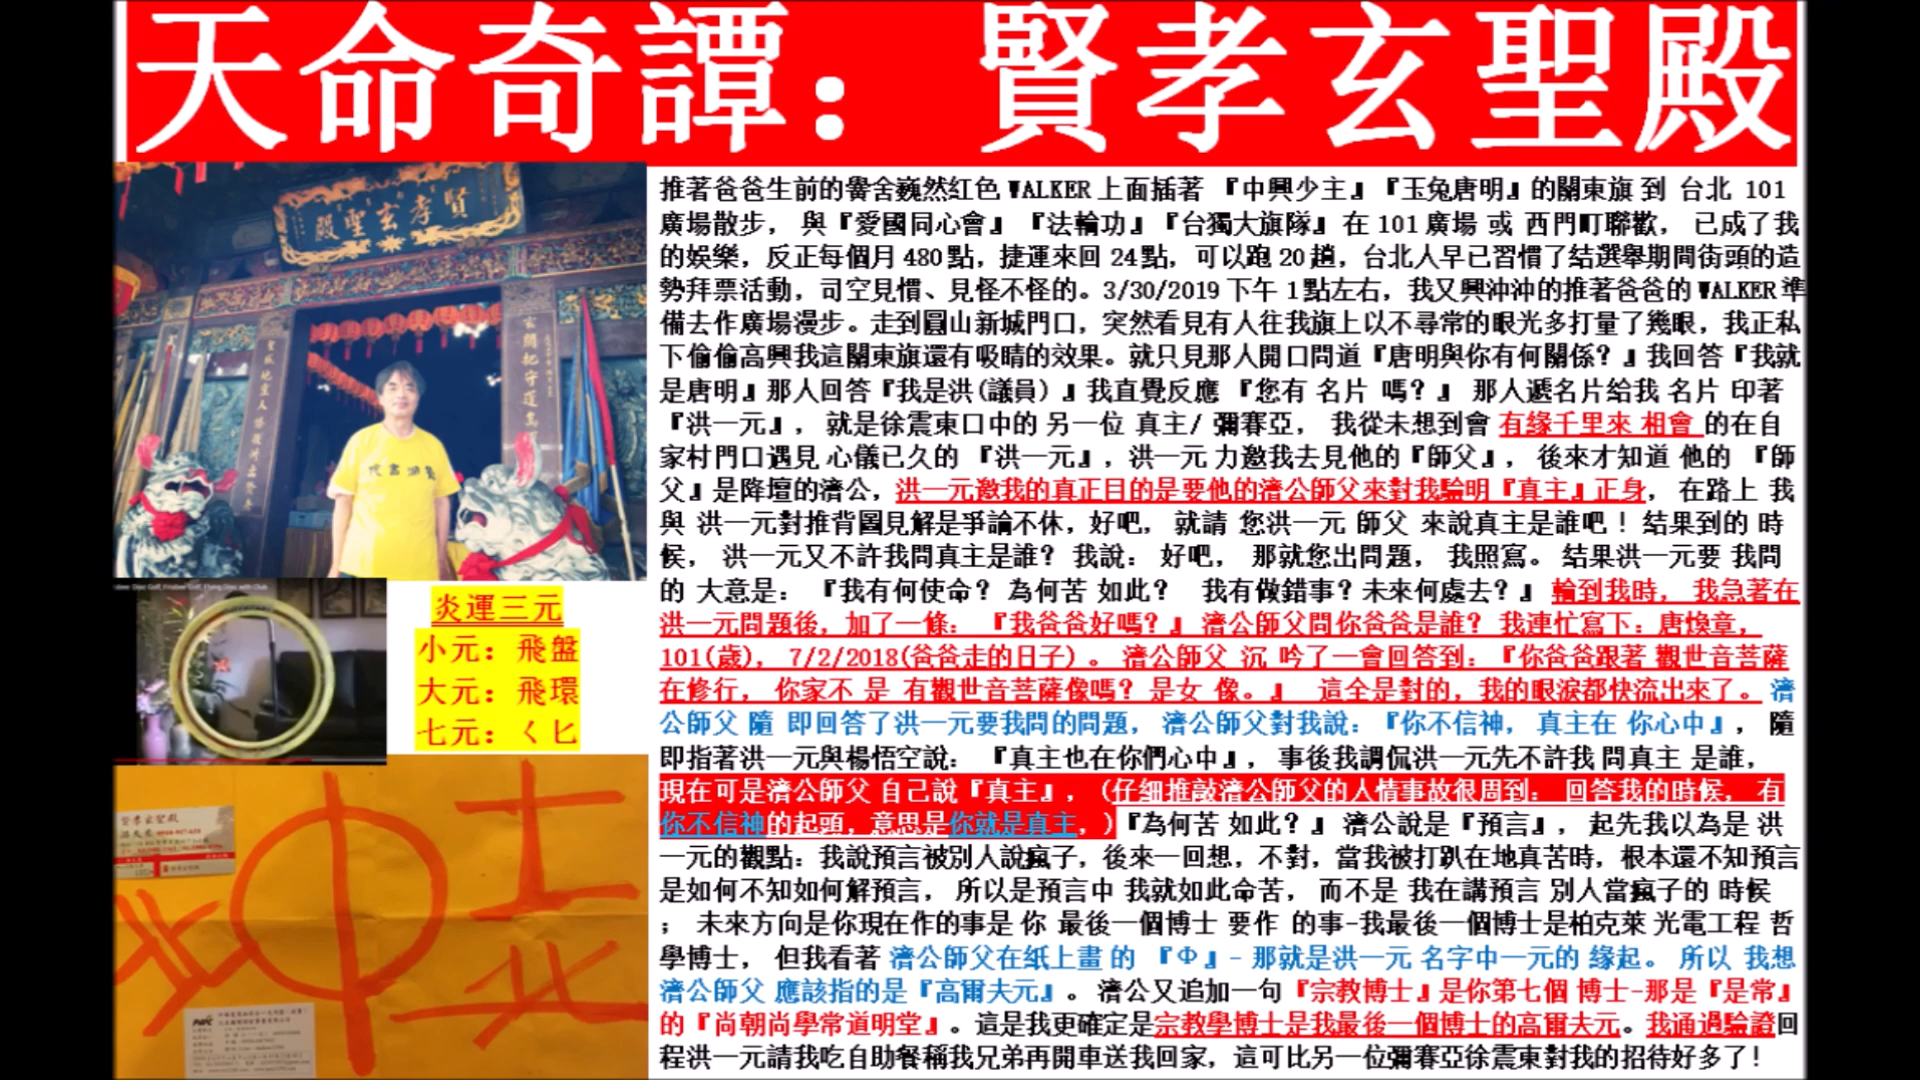 天命奇譚：賢孝玄聖殿
賢孝玄聖殿
玄關把守道為
聖賢書院
推著爸爸生前的黌舍巍然紅色 WALKER 上面插著 『中興少主』『玉兔唐明』的關東旗 到 台北 101
廣場散步， 與『愛國同心會』 『法輪功』『台獨大旗隊』 在 101 廣場 或 西門町聯歡， 已成了我
的娛樂，反正每個月 480 點，捷運來回 24 點，可以跑 20 趟，台北人早已習慣了結選舉期間街頭的造
勢拜票活動，司空見慣、見怪不怪的。3/30/2019 下午 1 點左右，我又興沖沖的推著爸爸的 WALKER 準
備去作廣場漫步。走到圓山新城門口，突然看見有人往我旗上以不尋常的眼光多打量了幾眼，我正私
下偷偷高興我這關東旗還有吸睛的效果。就只見那人開口問道『唐明與你有何關係？』我回答『我就
是唐明』那人回答『我是洪(議員) 』我直覺反應 『您有 名片 嗎？』 那人遞名片給我 名片 印著
『洪一元』， 就是徐震東口中的 另一位 真主/ 彌賽亞， 我從未想到會 有緣千里來 相會 的在自
家村門口遇見 心儀已久的 『洪一元』，洪一元 力邀我去見他的『師父』， 後來才知道 他的 『師
父』是降壇的濟公，洪一元邀我的真正目的是要他的濟公師父來對我驗明『真主』正身， 在路上 我
與 洪一元對推背圖見解是爭論不休，好吧， 就請 您洪一元 師父 來說真主是誰吧！ 結果到的 時
候， 洪一元又不許我問真主是誰？ 我說： 好吧， 那就您出問題， 我照寫。 結果洪一元要 我問
的 大意是： 『我有何使命？ 為何苦 如此？ 我有做錯事？未來何處去？』 輪到我時， 我急著在
洪一元問題後，加了一條： 『我爸爸好嗎？』 濟公師父問你爸爸是誰？ 我連忙寫下：唐煥章，
101(歲)， 7/2/2018(爸爸走的日子) 。 濟公師父 沉 吟了一會回答到：『你爸爸跟著 觀世音菩薩
在修行， 你家不 是 有觀世音菩薩像嗎？ 是女 像。』 這全是對的，我的眼淚都快流出來了。 濟
公師父 隨 即回答了洪一元要我問的問題， 濟公師父對我說：『你不信神， 真主在 你心中』， 隨
即指著洪一元與楊悟空說： 『真主也在你們心中』， 事後我調侃洪一元先不許我 問真主 是誰，
現在可是濟公師父 自己說『真主』， (仔細推敲濟公師父的人情事故很周到： 回答我的時候， 有
你不信神的起頭，意思是你就是真主，)『為何苦 如此？』 濟公說是『預言』， 起先我以為是 洪
一元的觀點：我說預言被別人說瘋子，後來一回想，不對，當我被打趴在地真苦時，根本還不知預言
是如何不知如何解預言， 所以是預言中 我就如此命苦， 而不是 我在講預言 別人當瘋子的 時候
； 未來方向是你現在作的事是 你 最後一個博士 要作 的事-我最後一個博士是柏克萊 光電工程 哲
學博士， 但我看著 濟公師父在紙上畫 的 『Φ』- 那就是洪一元 名字中一元的 緣起。 所以 我想
濟公師父 應該指的是『高爾夫元』。濟公又追加一句『宗教博士』是你第七個 博士-那是『是常』
的『尚朝尚學常道明堂』。這是我更確定是宗教學博士是我最後一個博士的高爾夫元。我通過驗證回
程洪一元請我吃自助餐稱我兄弟再開車送我回家，這可比另一位彌賽亞徐震東對我的招待好多了！
炎運三元
小元：飛盤
大元：飛環
七元：く匕
賢孝玄聖殿